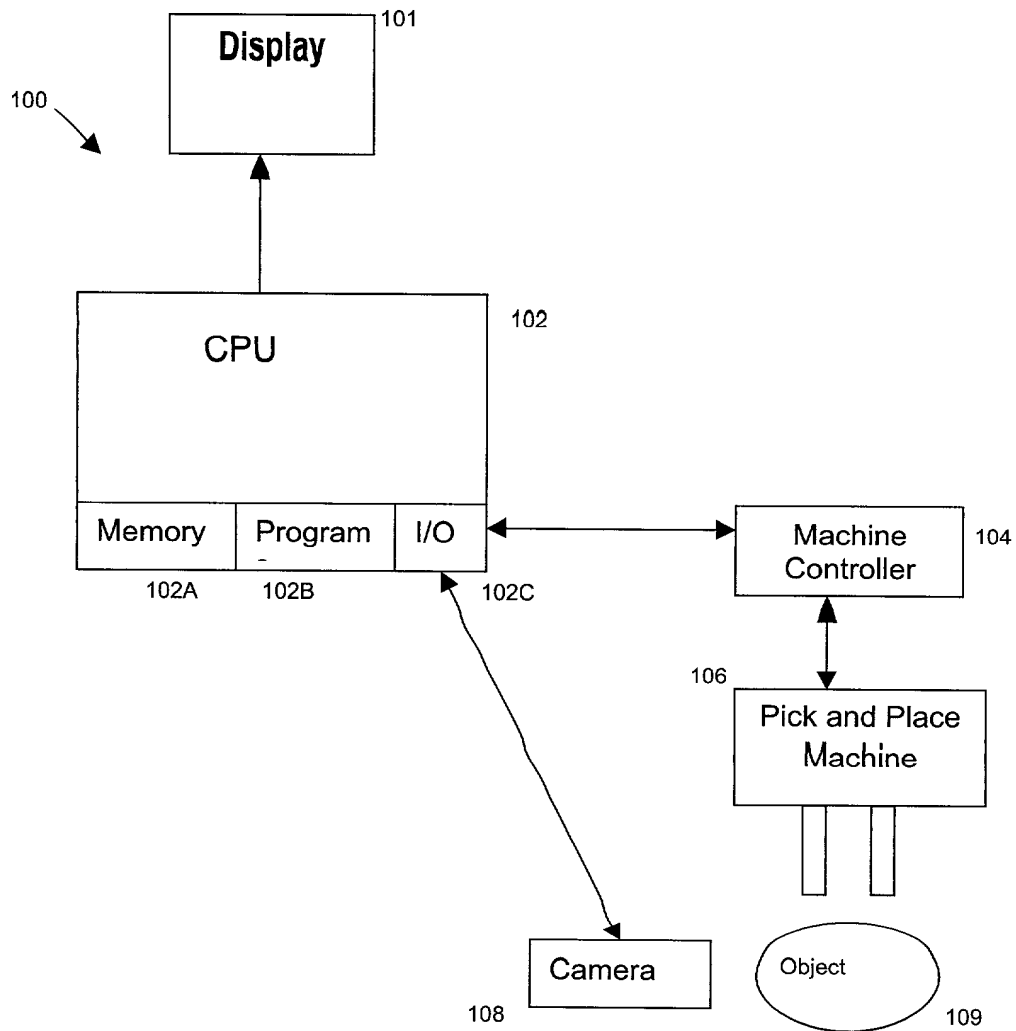 101
Display
100
102
CPU
Memory
Program
I/O
102A
102B
102C
Machine
Controller
104
106
Pick and Place
Machine
Camera
Object
108
109